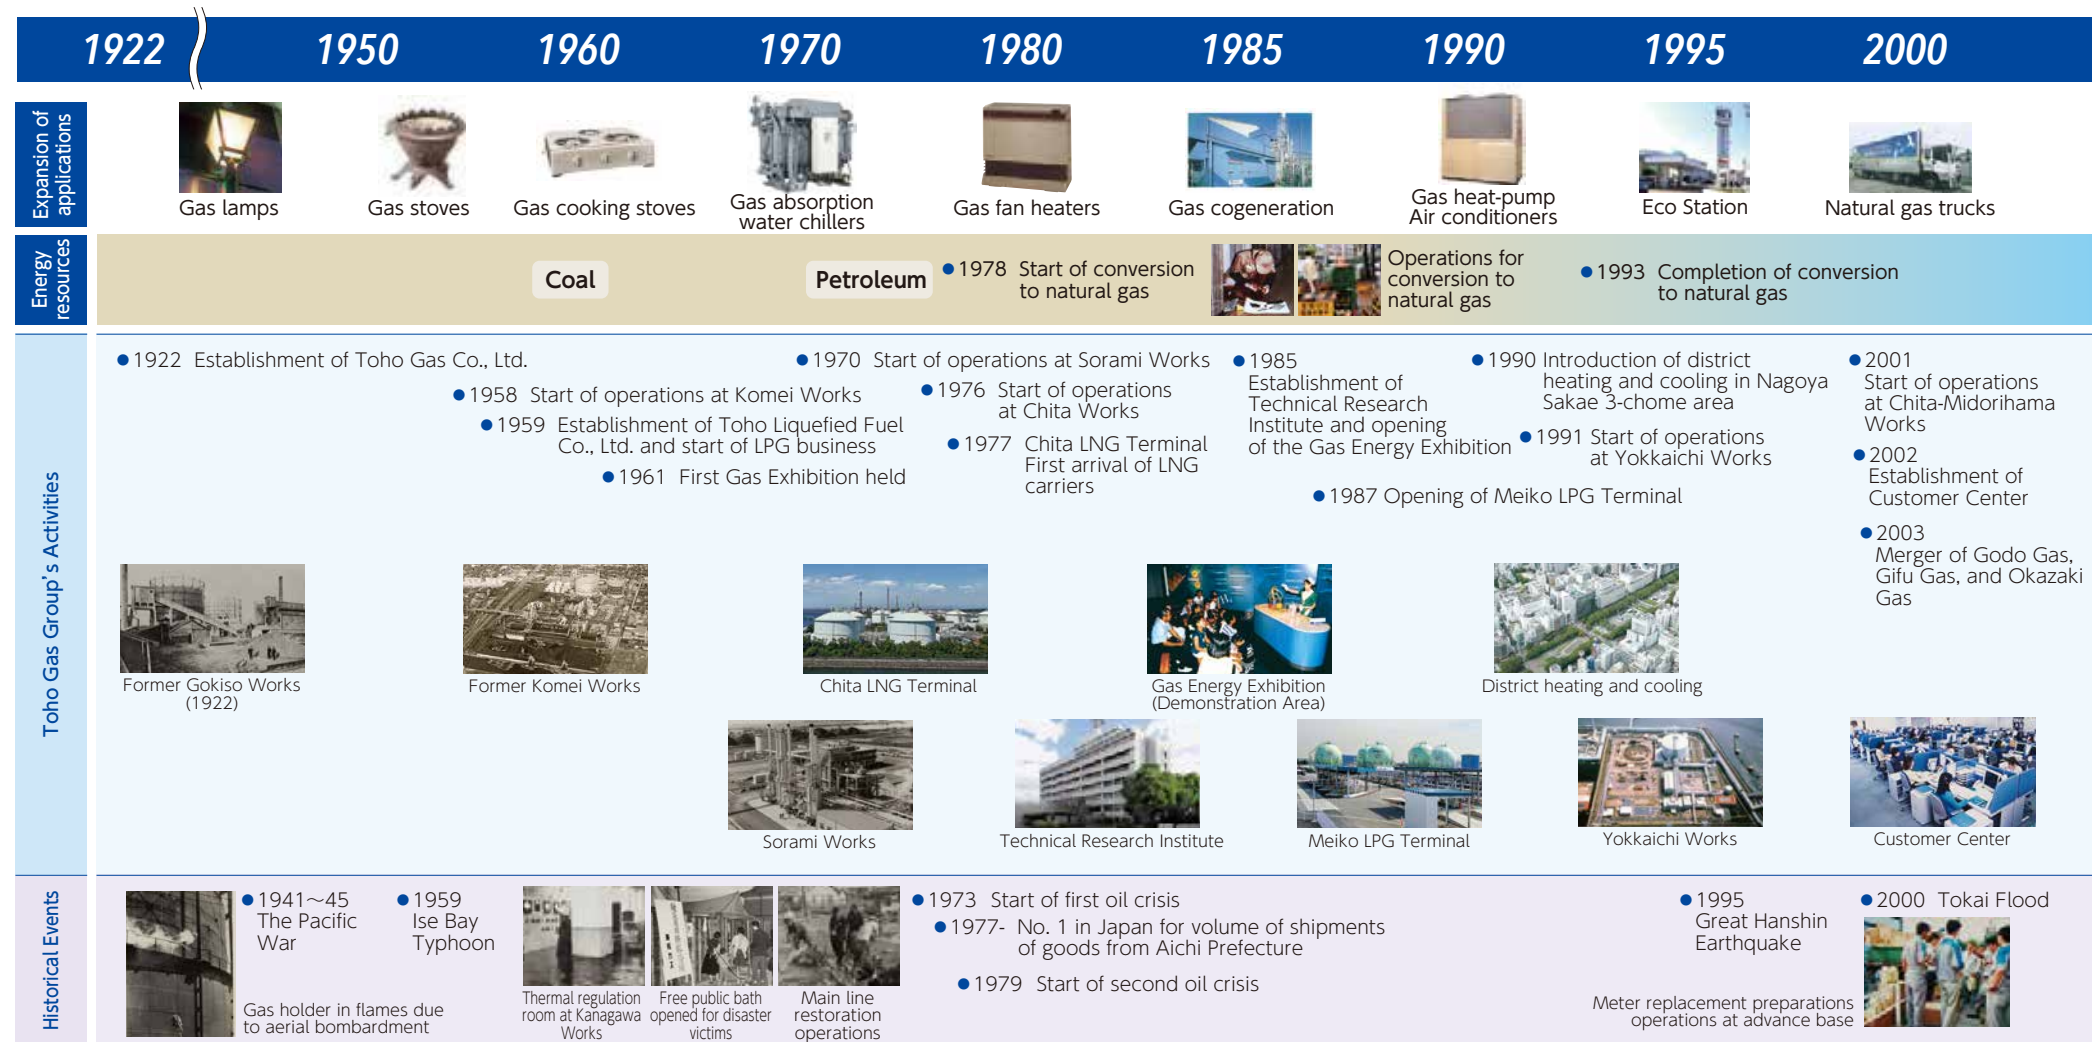 1922
1950
1960
1970
1980
1985
1990
1995
2000
Expansion of
applications
Gas lamps
Gas stoves
Gas cooking stoves
Gas absorption
water chillers
Gas fan heaters
Gas cogeneration
Gas heat-pump
Air conditioners
Eco Station
Natural gas trucks
Energy
resources
Coal
Petroleum
1978 Start of conversion
to natural gas
Operations for
conversion to
natural gas
1993 Completion of conversion
to natural gas
Toho Gas Group's Activities
1922 Establishment of Toho Gas Co., Ltd.
1958 Start of operations at Komei Works
1959 Establishment of Toho Liquefied Fuel
Co., Ltd. and start of LPG business
1961 First Gas Exhibition held
1970 Start of operations at Sorami Works
1976 Start of operations
at Chita Works
1977 Chita LNG Terminal
First arrival of LNG
carriers
1985
Establishment of
Technical Research
Institute and opening
of the Gas Energy Exhibition
1987 Opening of Meiko LPG Terminal
1990 Introduction of district
heating and cooling in Nagoya
Sakae 3-chome area
1991 Start of operations
at Yokkaichi Works
2001
Start of operations
at Chita-Midorihama
Works
2002
Establishment of
Customer Center
2003
Merger of Godo Gas,
Gifu Gas, and Okazaki
Gas
Former Gokiso Works
(1922)
Former Komei Works
Chita LNG Terminal
Gas Energy Exhibition
(Demonstration Area)
District heating and cooling
Sorami Works
Technical Research Institute
Meiko LPG Terminal
Yokkaichi Works
Customer Center
Historical Events
1941〜45
The Pacific
War
Gas holder in flames due
to aerial bombardment
1959
Ise Bay
Typhoon
Thermal regulation
room at Kanagawa
Works
Free public bath
opened for disaster
victims
Main line
restoration
operations
1973 Start of first oil crisis
1977- No. 1 in Japan for volume of shipments
of goods from Aichi Prefecture
1979 Start of second oil crisis
1995
Great Hanshin
Earthquake
Meter replacement preparations
operations at advance base
2000 Tokai Flood